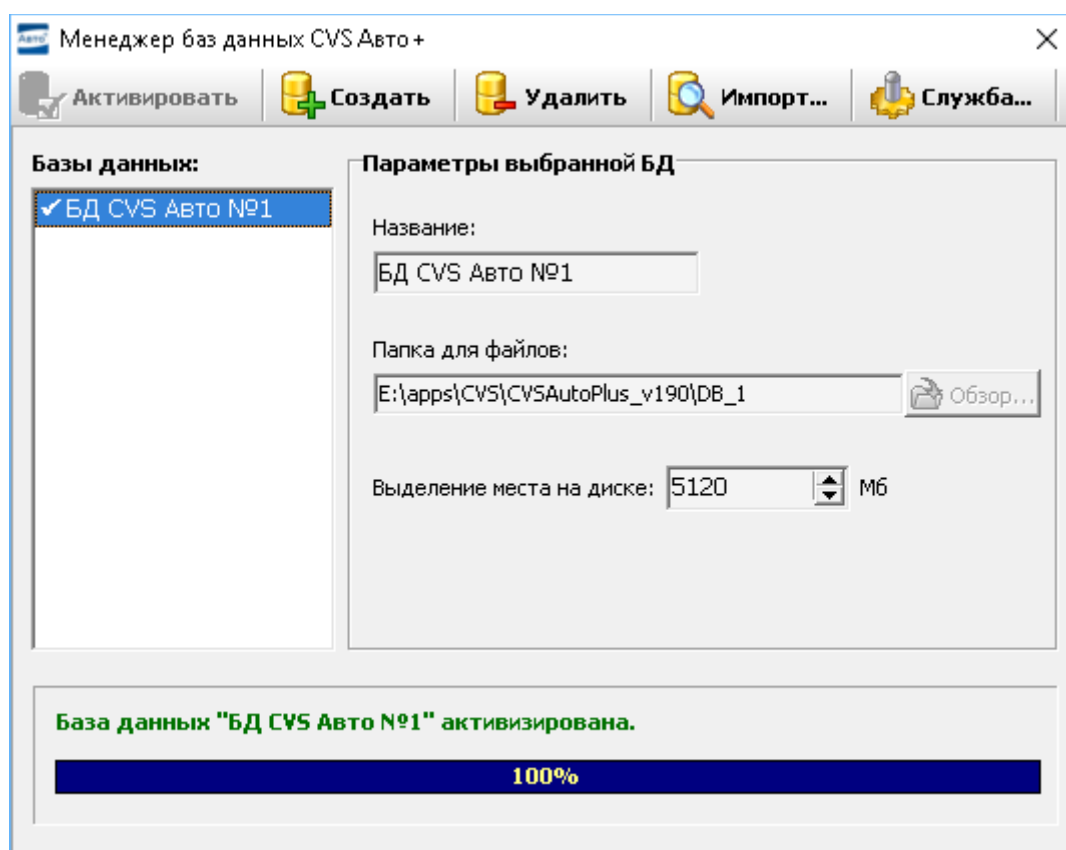 Авто+ Менеджер баз данных CVS Авто+
Активировать Создать Удалить Импорт... Служба...
Базы данных:
БД CVS Авто №1
Параметры выбранной БД
Название:
БД CVS Авто №1
Папка для файлов:
E:\apps\CVS\CVSAutoPlus_v190\DB_1 Обзор...
Выделение места на диске: 5120 Мб
База данных "БД CVS Авто №1" активизирована.
100%